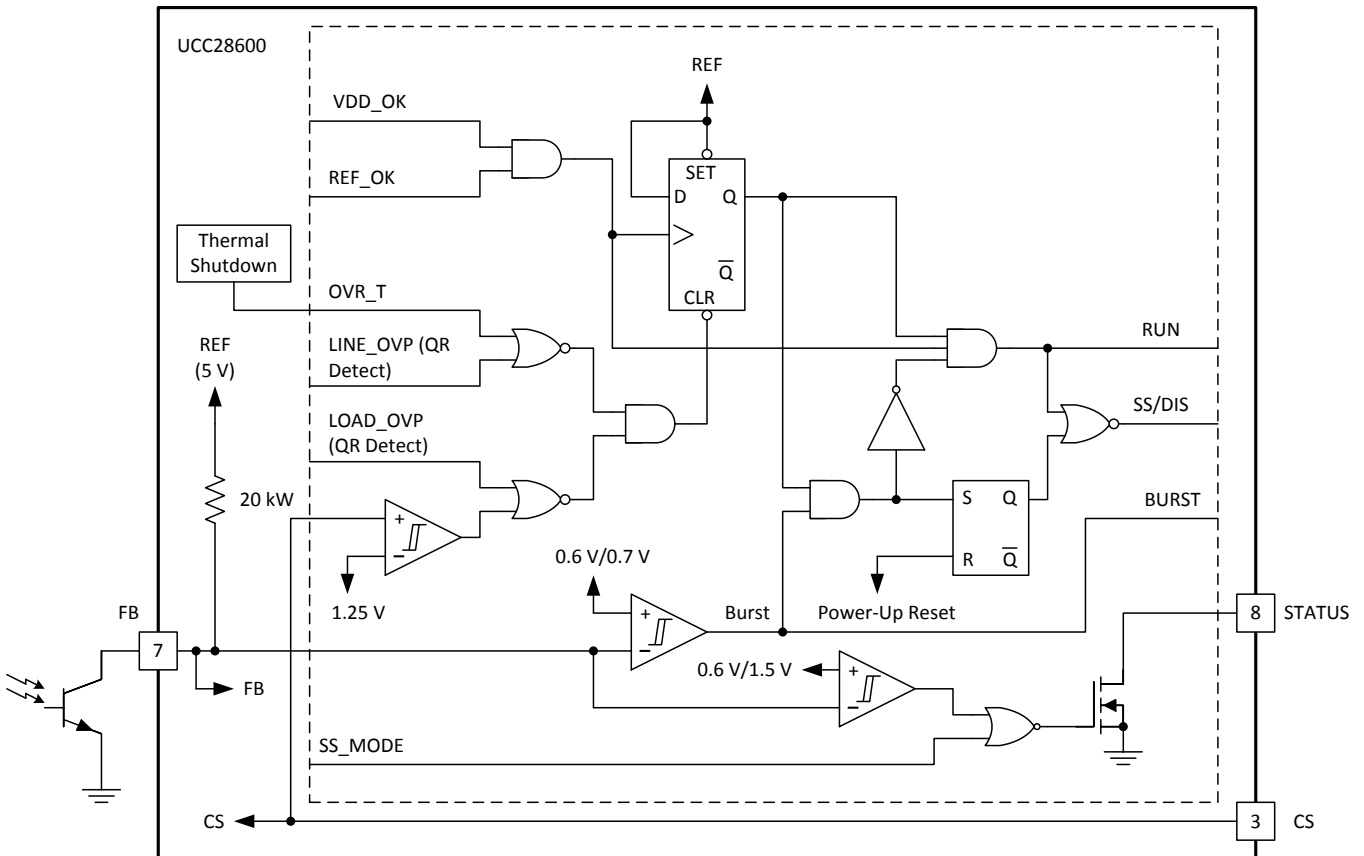 UCC28600
REF
VDD_OK
REF_OK
SET
D
Q
Q
CLR
Thermal
Shutdown
OVR_T
REF
(5 V)
LINE_OVP (QR
Detect)
RUN
LOAD_OVP
(QR Detect)
SS/DIS
20 kW
S
Q
R
Q
BURST
1.25 V
0.6 V/0.7 V
+
−
+
−
Burst
Power-Up Reset
FB
7
8
STATUS
0.6 V/1.5 V
+
−
FB
SS_MODE
CS
3
CS